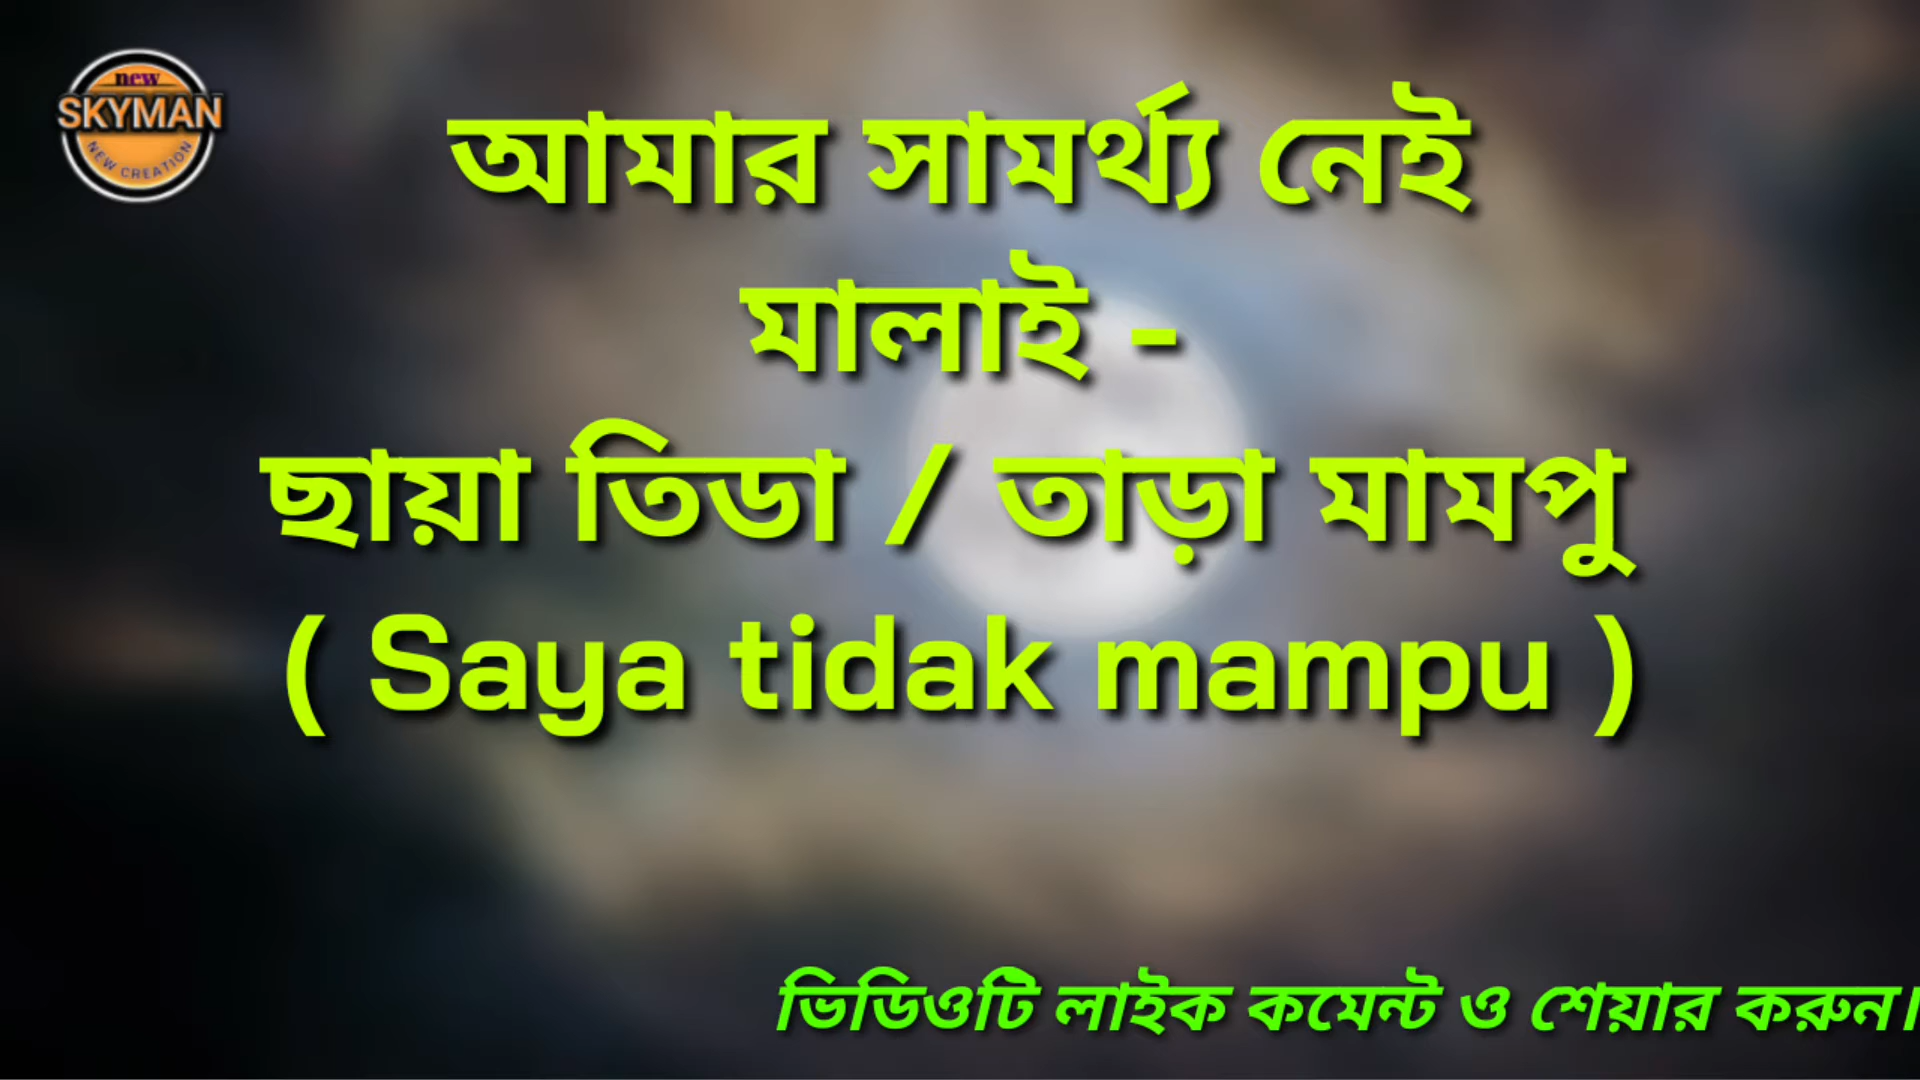 new
SKYMAN
NEW CREATION
আমার সামর্থ্য নেই
মালাই -
ছায়া তিডা / তাড়া মামপু
( Saya tidak mampu )
ভিডিওটি লাইক কমেন্ট ও শেয়ার করুন।